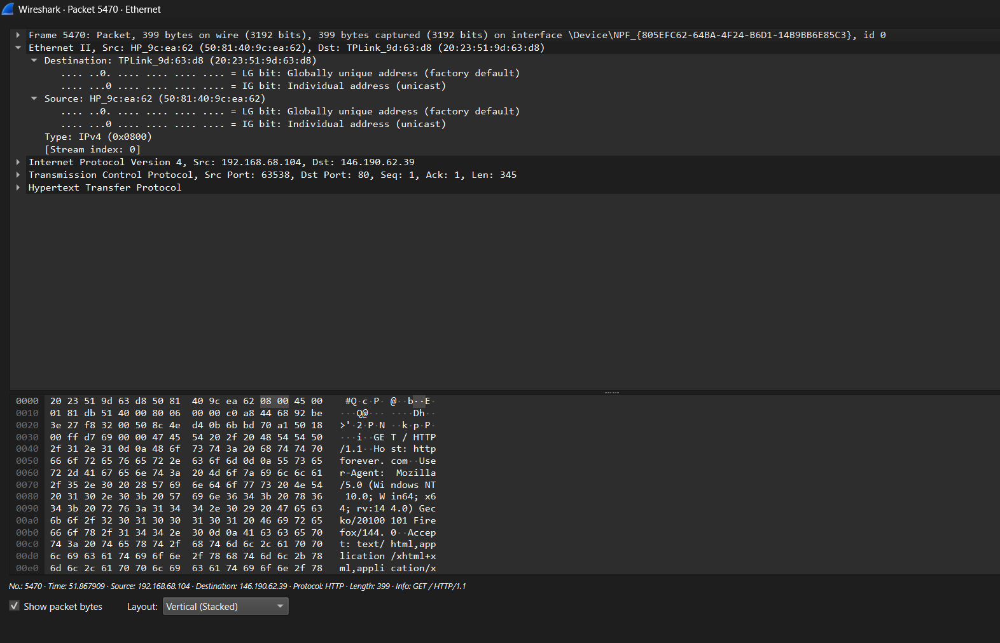 Wireshark · Packet 5470 · Ethernet
Frame 5470: Packet, 399 bytes on wire (3192 bits), 399 bytes captured (3192 bits) on interface \Device\NPF_{805EFC62-64BA-4F24-B6D1-14B9BB6E85C3}, id 0
Ethernet II, Src: HP_9c:ea:62 (50:81:40:9c:ea:62), Dst: TPLink_9d:63:d8 (20:23:51:9d:63:d8)
Destination: TPLink_9d:63:d8 (20:23:51:9d:63:d8)
.... ..0. .... .... .... .... = LG bit: Globally unique address (factory default)
.... ...0 .... .... .... .... = IG bit: Individual address (unicast)
Source: HP_9c:ea:62 (50:81:40:9c:ea:62)
.... ..0. .... .... .... .... = LG bit: Globally unique address (factory default)
.... ...0 .... .... .... .... = IG bit: Individual address (unicast)
Type: IPv4 (0x0800)
[Stream index: 0]
Internet Protocol Version 4, Src: 192.168.68.104, Dst: 146.190.62.39
Transmission Control Protocol, Src Port: 63538, Dst Port: 80, Seq: 1, Ack: 1, Len: 345
Hypertext Transfer Protocol
0000 20 23 51 9d 63 d8 50 81 40 9c ea 62 08 00 45 00 #Q·c·P· @··b··E·
0010 01 81 db 51 40 00 80 06 00 00 c0 a8 44 68 92 be ···Q@··· ····Dh··
0020 3e 27 f8 32 00 50 8c 4e d4 0b 6b bd 70 a1 50 18 >'·2·P·N ··k·p·P·
0030 00 ff d7 69 00 00 47 45 54 20 2f 20 48 54 54 50 ···i··GE T / HTTP
0040 2f 31 2e 31 0d 0a 48 6f 73 74 3a 20 68 74 74 70 /1.1··Ho st: http
0050 66 6f 72 65 76 65 72 2e 63 6f 6d 0d 0a 55 73 65 forever. com··Use
0060 72 2d 41 67 65 6e 74 3a 20 4d 6f 7a 69 6c 6c 61 r-Agent: Mozilla
0070 2f 35 2e 30 20 28 57 69 6e 64 6f 77 73 20 4e 54 /5.0 (Wi ndows NT
0080 20 31 30 2e 30 3b 20 57 69 6e 36 34 3b 20 78 36 10.0; W in64; x6
0090 34 3b 20 72 76 3a 31 34 34 2e 30 29 20 47 65 63 4; rv:14 4.0) Gec
00a0 6b 6f 2f 32 30 31 30 30 31 30 31 20 46 69 72 65 ko/20100 101 Fire
00b0 66 6f 78 2f 31 34 34 2e 30 0d 0a 41 63 63 65 70 fox/144. 0··Accep
00c0 74 3a 20 74 65 78 74 2f 68 74 6d 6c 2c 61 70 70 t: text/ html,app
00d0 6c 69 63 61 74 69 6f 6e 2f 78 68 74 6d 6c 2b 78 lication /xhtml+x
00e0 6d 6c 2c 61 70 70 6c 69 63 61 74 69 6f 6e 2f 78 ml,appli cation/x
No.: 5470 · Time: 51.867909 · Source: 192.168.68.104 · Destination: 146.190.62.39 · Protocol: HTTP · Length: 399 · Info: GET / HTTP/1.1
Show packet bytes Layout: Vertical (Stacked)